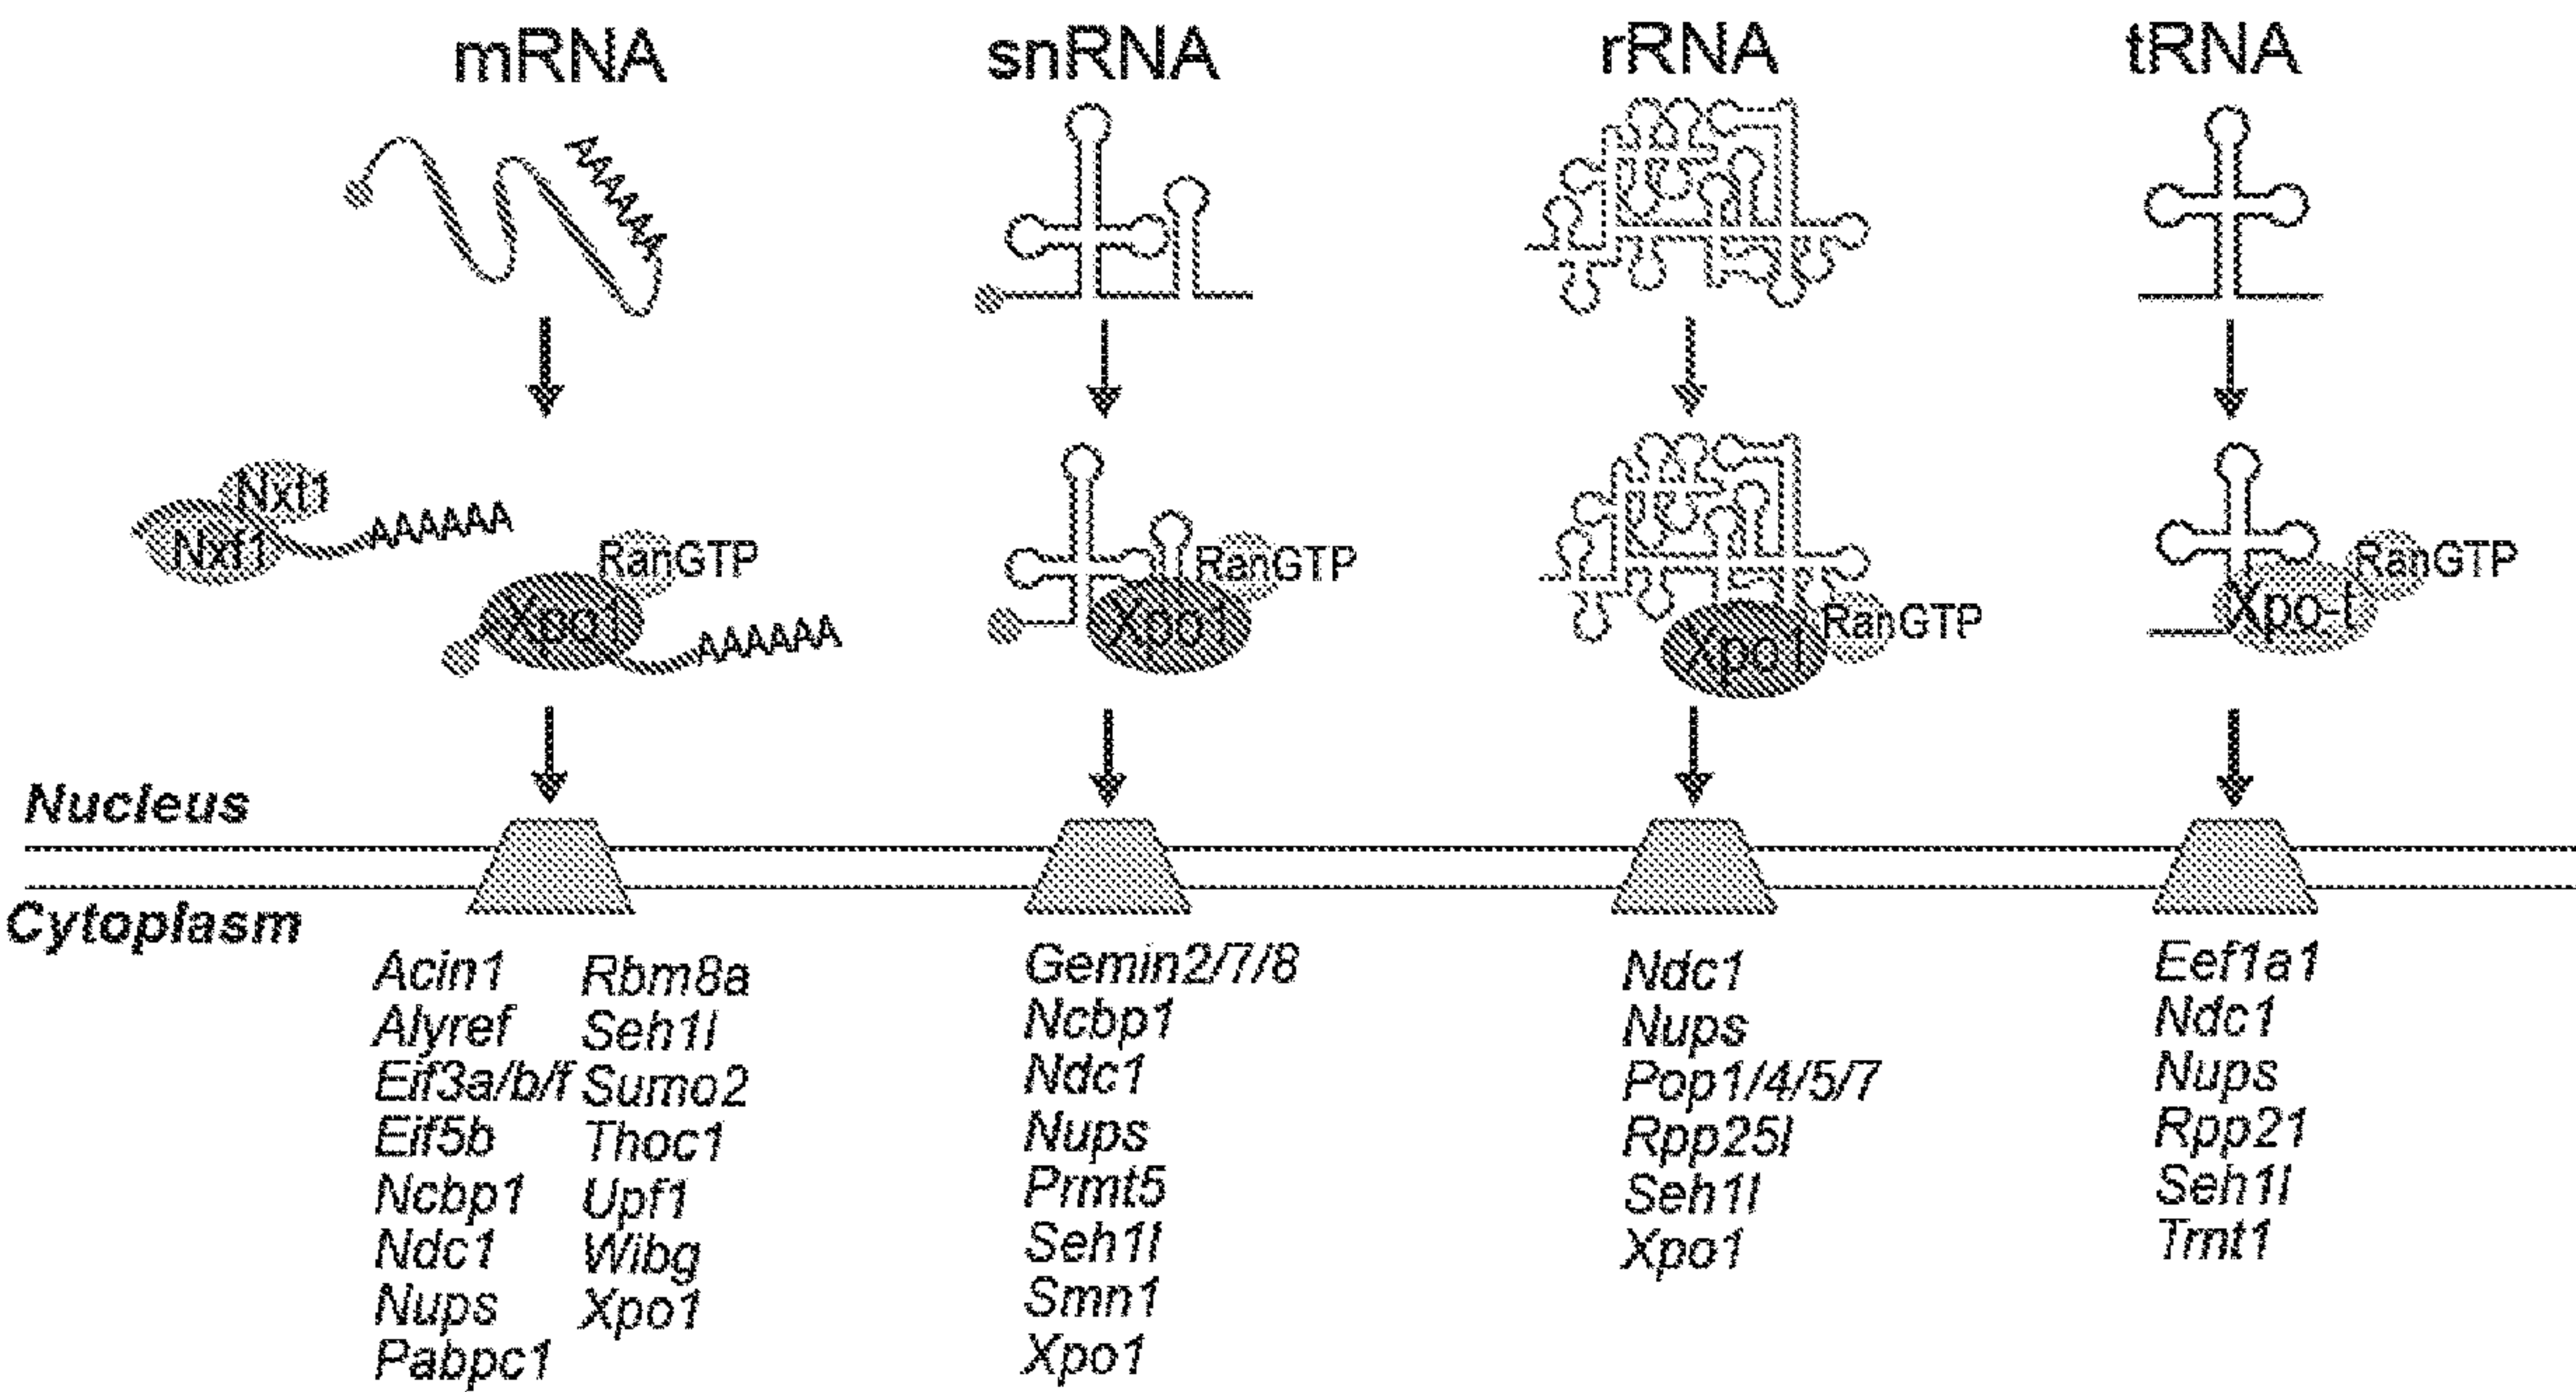 mRNA
snRNA
rRNA
tRNA
AAAAAA
Nxt1
Nxf1
AAAAAA
RanGTP
Xpo1
AAAAAA
RanGTP
Xpo1
RanGTP
Xpo1
RanGTP
Xpo-t
Nucleus
Cytoplasm
Acin1
Alyref
Eif3a/b/f
Eif5b
Ncbp1
Ndc1
Nups
Pabpc1
Rbm8a
Seh1l
Sumo2
Thoc1
Upf1
Wibg
Xpo1
Gemin2/7/8
Ncbp1
Ndc1
Nups
Prmt5
Seh1l
Smn1
Xpo1
Ndc1
Nups
Pop1/4/5/7
Rpp25l
Seh1l
Xpo1
Eef1a1
Ndc1
Nups
Rpp21
Seh1l
Trnt1